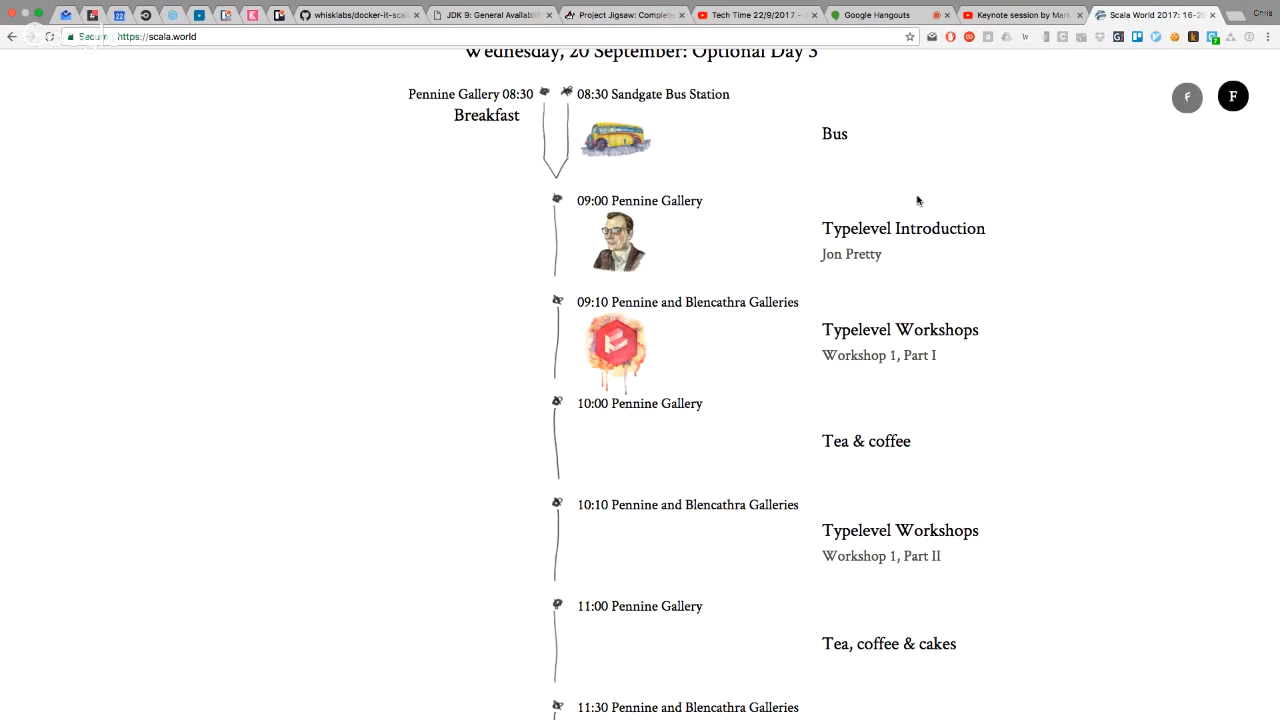 whisklabs/docker-it-scal
JDK 9: General Availabili
Project Jigsaw: Complete
Tech Time 22/9/2017 -
Google Hangouts
Keynote session by Mark
Scala World 2017: 16-20
Chris
Secure
https://scala.world
Wednesday, 20 September: Optional Day 3
Pennine Gallery 08:30
08:30 Sandgate Bus Station
Breakfast
Bus
F
F
09:00 Pennine Gallery
Typelevel Introduction
Jon Pretty
09:10 Pennine and Blencathra Galleries
Typelevel Workshops
Workshop 1, Part I
10:00 Pennine Gallery
Tea & coffee
10:10 Pennine and Blencathra Galleries
Typelevel Workshops
Workshop 1, Part II
11:00 Pennine Gallery
Tea, coffee & cakes
11:30 Pennine and Blencathra Galleries